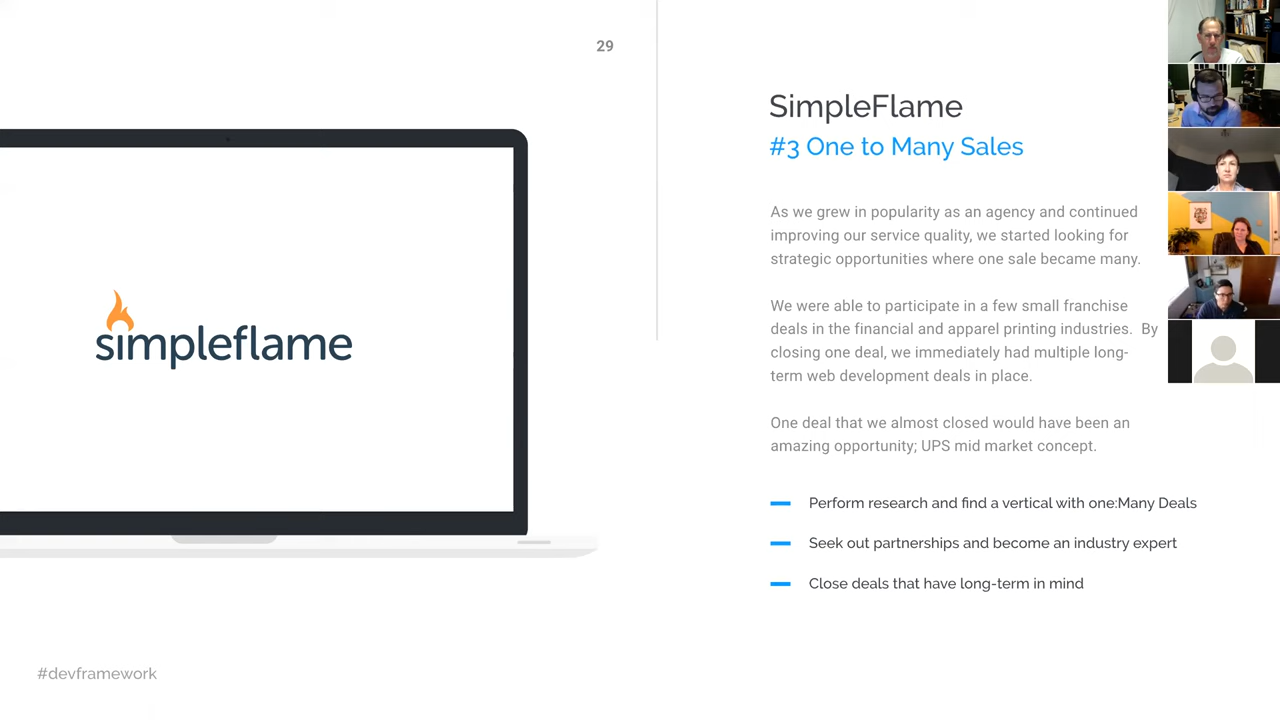 29
simpleflame
SimpleFlame
#3 One to Many Sales
As we grew in popularity as an agency and continued
improving our service quality, we started looking for
strategic opportunities where one sale became many.
We were able to participate in a few small franchise
deals in the financial and apparel printing industries.  By
closing one deal, we immediately had multiple long-
term web development deals in place.
One deal that we almost closed would have been an
amazing opportunity; UPS mid market concept.
Perform research and find a vertical with one:Many Deals
Seek out partnerships and become an industry expert
Close deals that have long-term in mind
#devframework